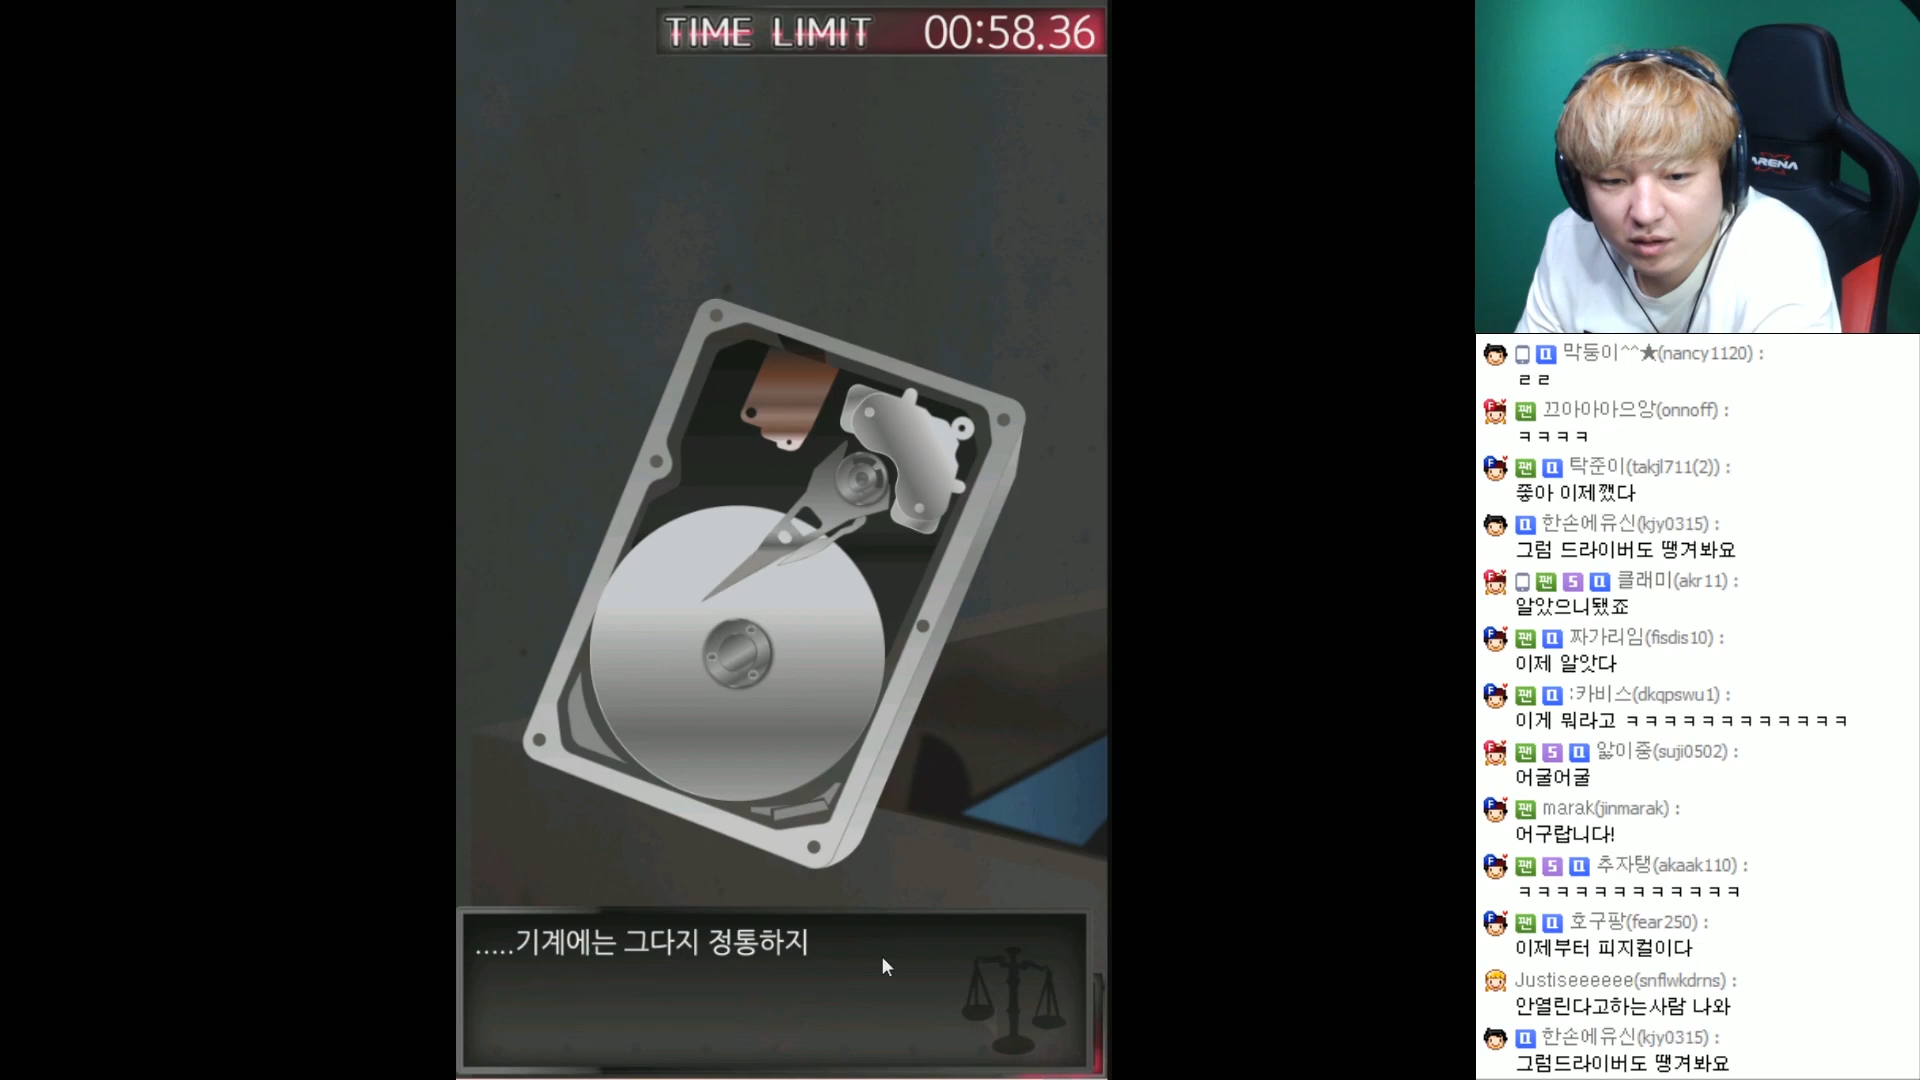 TIME LIMIT 00:58.36
.....기계에는 그다지 정통하지
ARENA
막둥이^^★(nancy1120) :
ㄹㄹ
끄아아아으앙(onnoff) :
ㅋㅋㅋㅋ
탁준이(takjl711(2)) :
좋아 이제깼다
한손에유신(kjy0315) :
그럼 드라이버도 땡겨봐요
클래미(akr11) :
알았으니됐죠
짜가리임(fisdis10) :
이제 알앗다
:카비스(dkqpswu1) :
이게 뭐라고 ㅋㅋㅋㅋㅋㅋㅋㅋㅋㅋㅋㅋ
앓이중(suji0502) :
어굴어굴
marak(jinmarak) :
어구랍니다!
추자탱(akaak110) :
ㅋㅋㅋㅋㅋㅋㅋㅋㅋㅋㅋㅋ
호구팡(fear250) :
이제부터 피지컬이다
Justiseeeeee(snflwkdrns) :
안열린다고하는사람 나와
한손에유신(kjy0315) :
그럼드라이버도 땡겨봐요